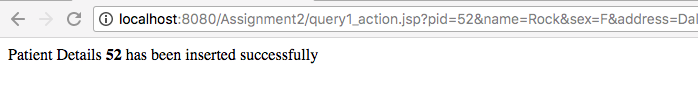 localhost:8080/Assignment2/query1_action.jsp?pid=52&name=Rock&sex=F&address=Dal
Patient Details 52 has been inserted successfully